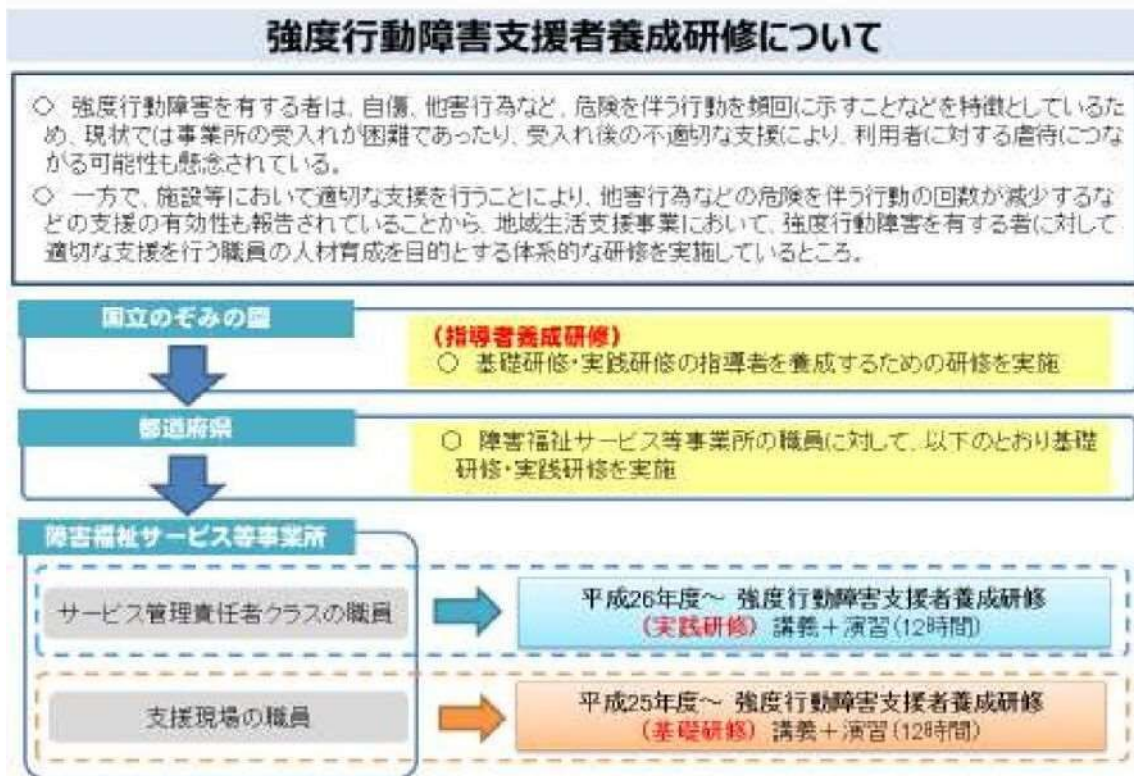 強度行動障害支援者養成研修について
○ 強度行動障害を有する者は、自傷、他害行為など、危険を伴う行動を頻回に示すことなどを特徴としているた
め、現状では事業所の受入れが困難であったり、受入れ後の不適切な支援により、利用者に対する虐待につな
がる可能性も懸念されている。
○ 一方で、施設等において適切な支援を行うことにより、他害行為などの危険を伴う行動の回数が減少するな
どの支援の有効性も報告されていることから、地域生活支援事業において、強度行動障害を有する者に対して
適切な支援を行う職員の人材育成を目的とする体系的な研修を実施しているところ。
国立のぞみの園
(指導者養成研修)
○ 基礎研修・実践研修の指導者を養成するための研修を実施
都道府県
○ 障害福祉サービス等事業所の職員に対して、以下のとおり基礎
研修・実践研修を実施
障害福祉サービス等事業所
サービス管理責任者クラスの職員
平成26年度～ 強度行動障害支援者養成研修
(実践研修) 講義＋演習(12時間)
支援現場の職員
平成25年度～ 強度行動障害支援者養成研修
(基礎研修) 講義＋演習(12時間)